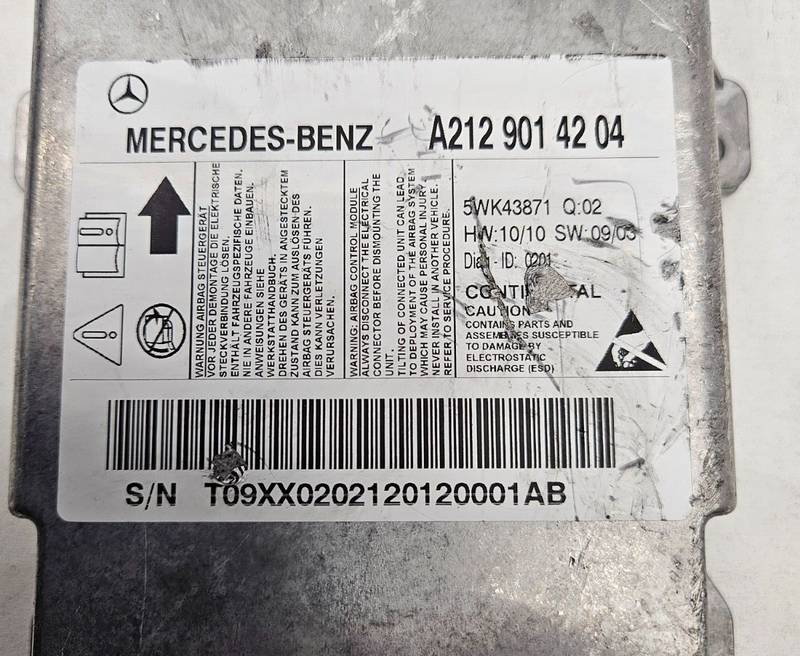 MERCEDES-BENZ A212 901 42 04
WARNUNG AIRBAG STEUERGERÄT
VOR JEDER DEMONTAGE DIE ELEKTRISCHE
STECKVERBINDUNG LÖSEN.
ENTHÄLT FAHRZEUGSPEZIFISCHE DATEN.
NIE IN ANDERE FAHRZEUGE EINBAUEN.
ANWEISUNGEN SIEHE
WERKSTATTHANDBUCH.
DREHEN DES GERÄTS IN ANGESTECKTEM
ZUSTAND KANN ZUM AUSLÖSEN DES
AIRBAG STEUERGERÄTS FÜHREN.
DIES KANN VERLETZUNGEN
VERURSACHEN.
WARNING: AIRBAG CONTROL MODULE
ALWAYS DISCONNECT THE ELECTRICAL
CONNECTOR BEFORE DISMOUNTING THE
UNIT.
TILTING OF CONNECTED UNIT CAN LEAD
TO DEPLOYMENT OF THE AIRBAG SYSTEM
WHICH MAY CAUSE PERSONAL INJURY.
NEVER INSTALL IN ANOTHER VEHICLE.
REFER TO SERVICE PROCEDURE.
5WK43871 Q:02
HW:10/10 SW:09/03
Diag-ID: 0201
CONTINENTAL
CAUTION
CONTAINS PARTS AND
ASSEMBLIES SUSCEPTIBLE
TO DAMAGE BY
ELECTROSTATIC
DISCHARGE (ESD)
S/N T09XX0202120120001AB